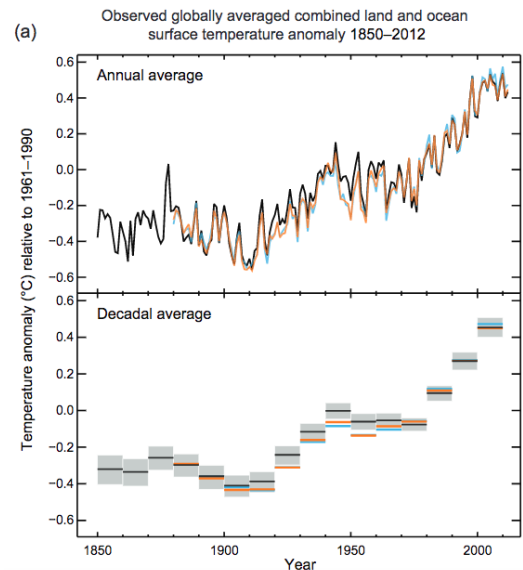 (a)
Observed globally averaged combined land and ocean
surface temperature anomaly 1850–2012
Temperature anomaly (°C) relative to 1961–1990
Annual average
0.6
0.4
0.2
0.0
−0.2
−0.4
−0.6
Decadal average
0.6
0.4
0.2
0.0
−0.2
−0.4
−0.6
1850
1900
1950
2000
Year